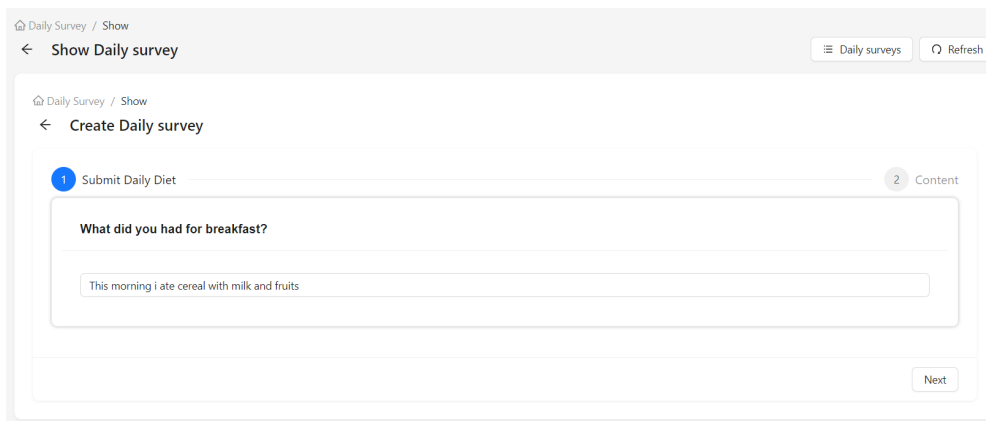 Daily Survey / Show
Show Daily survey
Daily surveys
Refresh
Daily Survey / Show
Create Daily survey
1 Submit Daily Diet
2 Content
What did you had for breakfast?
This morning i ate cereal with milk and fruits
Next